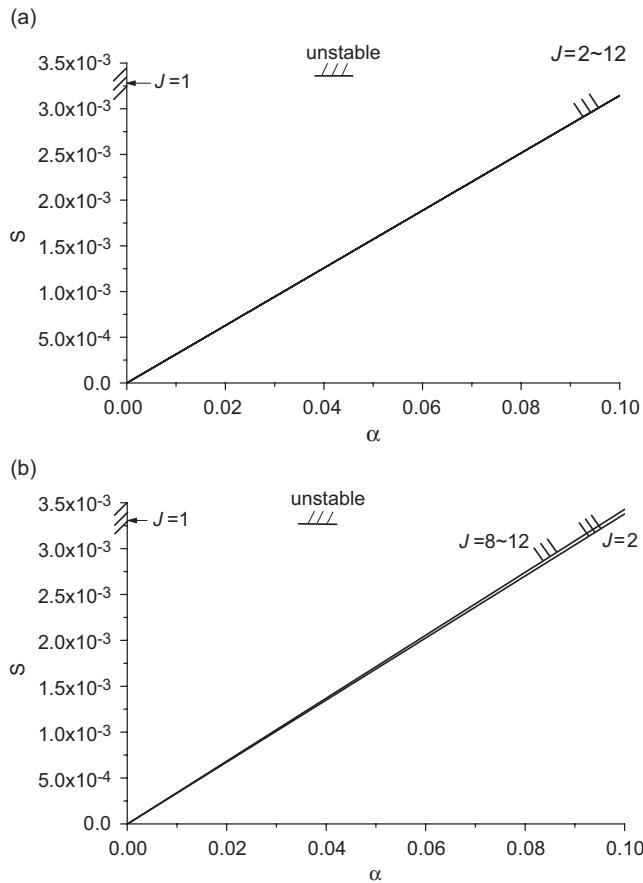 (a)
unstable
J=2~12
3.5x10-3
J=1
3.0x10-3
2.5x10-3
2.0x10-3
S
1.5x10-3
1.0x10-3
5.0x10-4
0.0
0.00 0.02 0.04 0.06 0.08 0.10
α
(b)
unstable
3.5x10-3
J=1
J=8~12
J=2
3.0x10-3
2.5x10-3
2.0x10-3
S
1.5x10-3
1.0x10-3
5.0x10-4
0.0
0.00 0.02 0.04 0.06 0.08 0.10
α